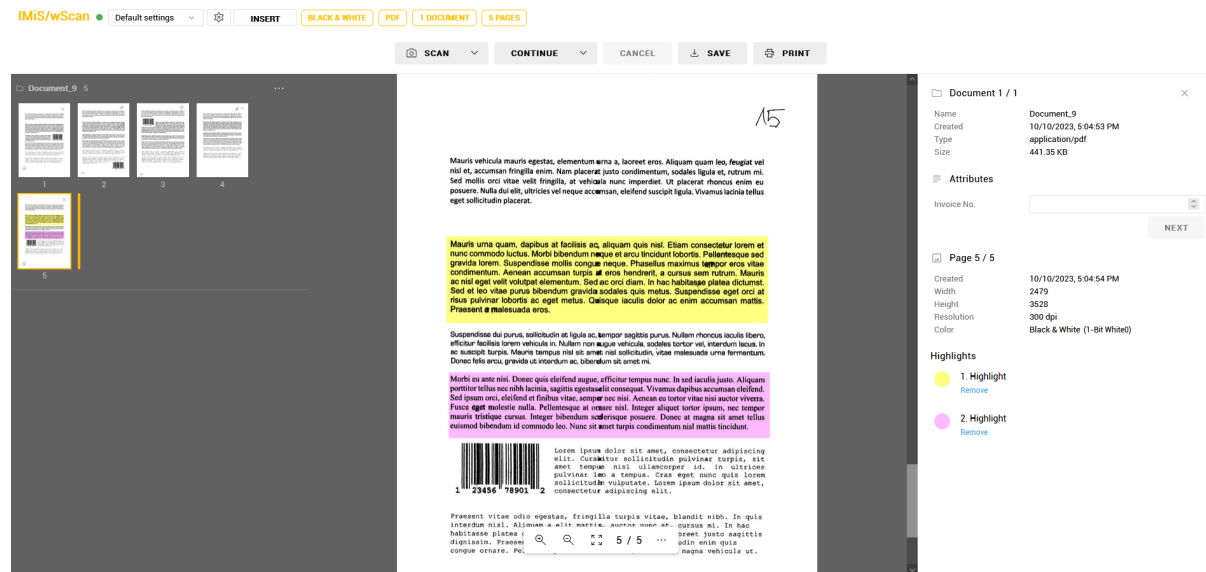 IMiS/wScan
Default settings
INSERT
BLACK & WHITE
PDF
1 DOCUMENT
5 PAGES
SCAN
CONTINUE
CANCEL
SAVE
PRINT
Document_9 5
1
2
3
4
5
15
Mauris vehicula mauris egestas, elementum urna a, laoreet eros. Aliquam quam leo, feugiat vel
nisl et, accumsan fringilla enim. Nam placerat justo condimentum, sodales ligula et, rutrum mi.
Sed mollis orci vitae velit fringilla, at vehicula nunc imperdiet. Ut placerat rhoncus enim eu
posuere. Nulla dui elit, ultricies vel neque accumsan, eleifend suscipit ligula. Vivamus lacinia tellus
eget sollicitudin placerat.
Mauris urna quam, dapibus at facilisis ac, aliquam quis nisl. Etiam consectetur lorem et
nunc commodo luctus. Morbi bibendum neque et arcu tincidunt lobortis. Pellentesque sed
gravida lorem. Suspendisse mollis congue neque. Phasellus maximus tempor eros vitae
condimentum. Aenean accumsan turpis at eros hendrerit, a cursus sem rutrum. Mauris
ac nisl eget velit volutpat elementum. Sed ac orci diam. In hac habitasse platea dictumst.
Sed et leo vitae purus bibendum gravida sodales quis metus. Suspendisse eget orci at
risus pulvinar lobortis ac eget metus. Quisque iaculis dolor ac enim accumsan mattis.
Praesent a malesuada eros.
Suspendisse dui purus, sollicitudin at ligula ac, tempor sagittis purus. Nullam rhoncus iaculis libero,
efficitur facilisis lorem vehicula in. Nullam non augue vehicula, sodales tortor vel, interdum lacus. In
ac suscipit turpis. Mauris tempus nisl sit amet nisl sollicitudin, vitae malesuada urna fermentum.
Donec felis arcu, gravida ut interdum ac, bibendum sit amet mi.
Morbi eu ante nisi. Donec quis eleifend augue, efficitur tempus nunc. In sed iaculis justo. Aliquam
porttitor tellus nec nibh lacinia, sagittis egestas elit consequat. Vivamus dapibus accumsan eleifend.
Sed ipsum orci, eleifend et finibus vitae, semper nec nisi. Aenean eu tortor vitae nisi auctor viverra.
Fusce eget molestie nulla. Pellentesque at ornare nisl. Integer aliquet tortor ipsum, nec tempor
mauris tristique cursus. Integer bibendum scelerisque posuere. Donec at magna sit amet tellus
euismod bibendum id commodo leo. Nunc sit amet turpis condimentum nisl mattis tincidunt.
Lorem ipsum dolor sit amet, consectetur adipiscing
elit. Curabitur sollicitudin pulvinar turpis, sit
amet tempus nisl ullamcorper id. In ultrices
pulvinar leo a tempus. Cras eget nunc quis lorem
sollicitudin vulputate. Lorem ipsum dolor sit amet,
consectetur adipiscing elit.
1 23456 78901 2
Praesent vitae odio egestas, fringilla turpis vitae, blandit nibh. In quis
interdum nisl. Aliquam a elit mattis, auctor nunc at, cursus mi. In hac
habitasse platea justo sagittis
dignissim. enim quis
congue ornare. magna vehicula ut.
5 / 5
Document 1 / 1
Name Document_9
Created 10/10/2023, 5:04:53 PM
Type application/pdf
Size 441.35 KB
Attributes
Invoice No.
NEXT
Page 5 / 5
Created 10/10/2023, 5:04:54 PM
Width 2479
Height 3528
Resolution 300 dpi
Color Black & White (1-Bit White0)
Highlights
1. Highlight
Remove
2. Highlight
Remove